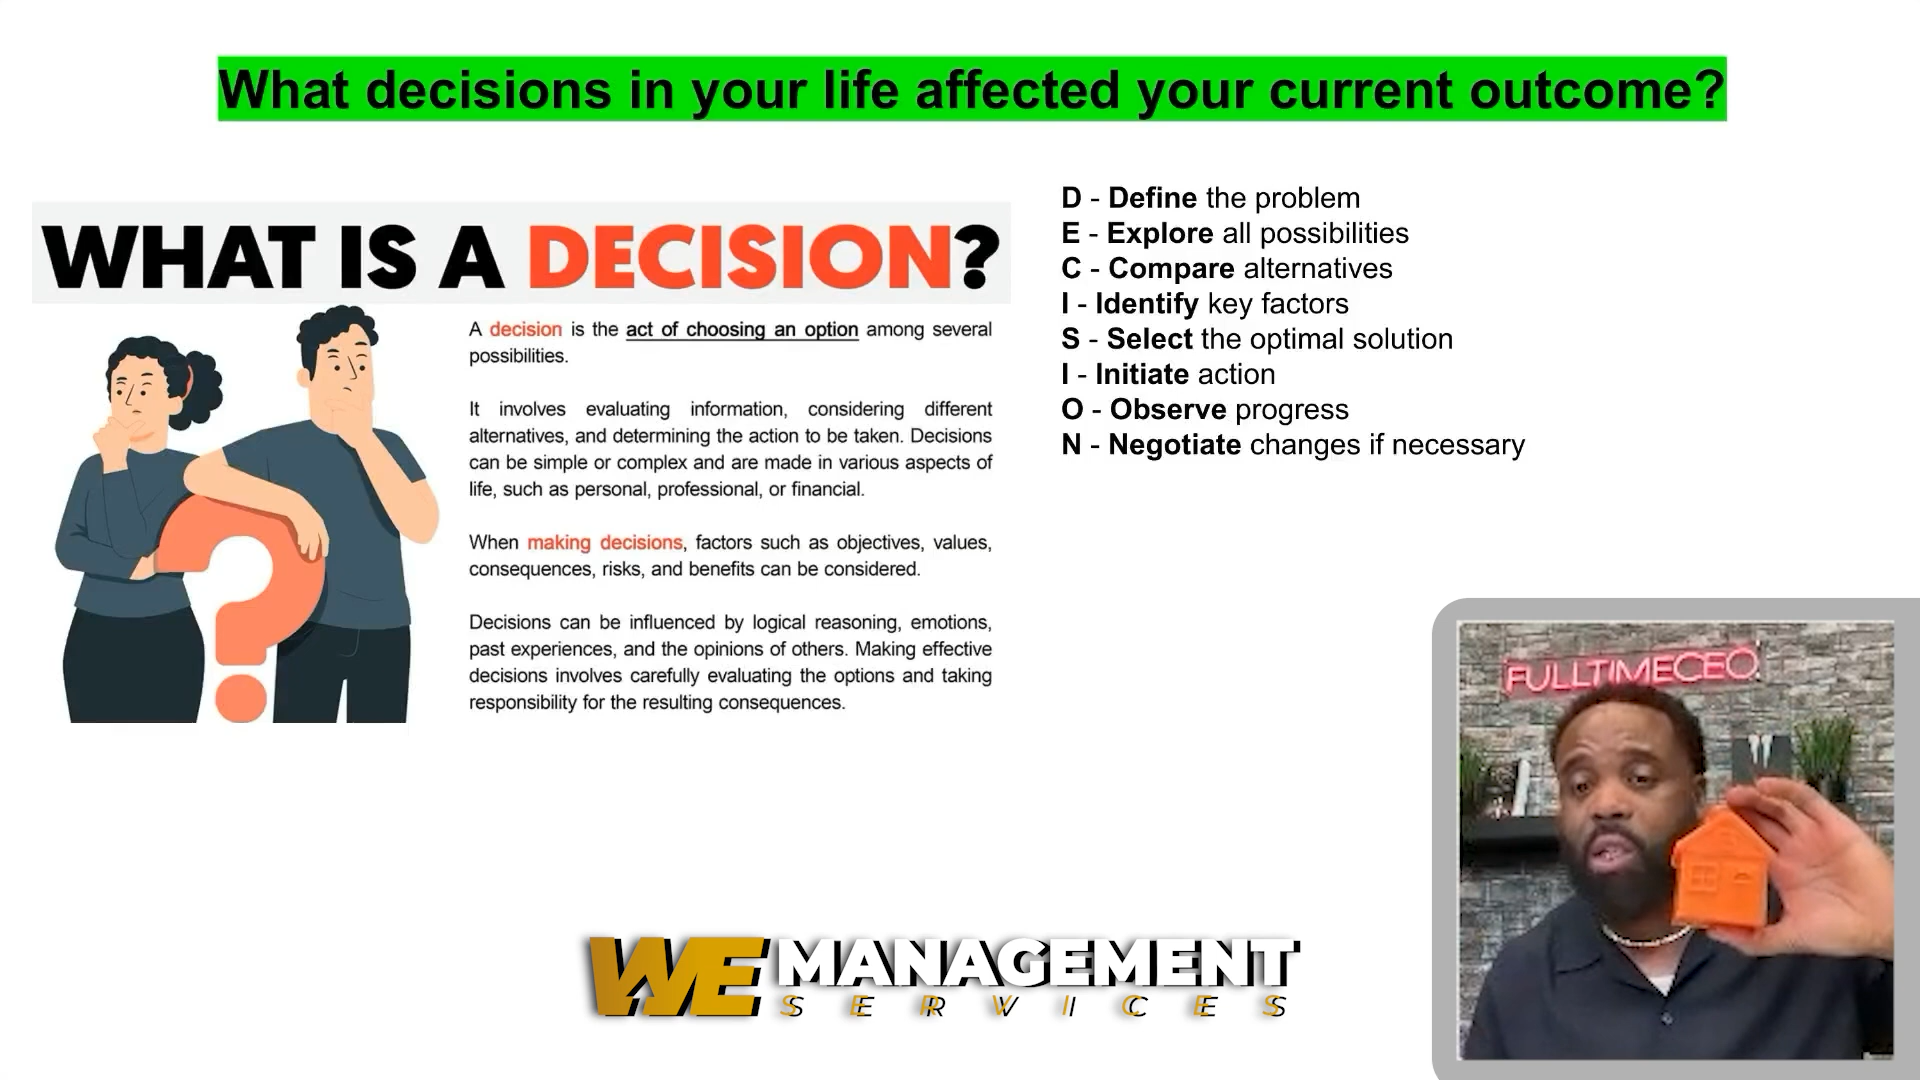 What decisions in your life affected your current outcome?
WHAT IS A DECISION?
A decision is the act of choosing an option among several
possibilities.
It involves evaluating information, considering different
alternatives, and determining the action to be taken. Decisions
can be simple or complex and are made in various aspects of
life, such as personal, professional, or financial.
When making decisions, factors such as objectives, values,
consequences, risks, and benefits can be considered.
Decisions can be influenced by logical reasoning, emotions,
past experiences, and the opinions of others. Making effective
decisions involves carefully evaluating the options and taking
responsibility for the resulting consequences.
D - Define the problem
E - Explore all possibilities
C - Compare alternatives
I - Identify key factors
S - Select the optimal solution
I - Initiate action
O - Observe progress
N - Negotiate changes if necessary
FULLTIMECEO
WE MANAGEMENT
SERVICES